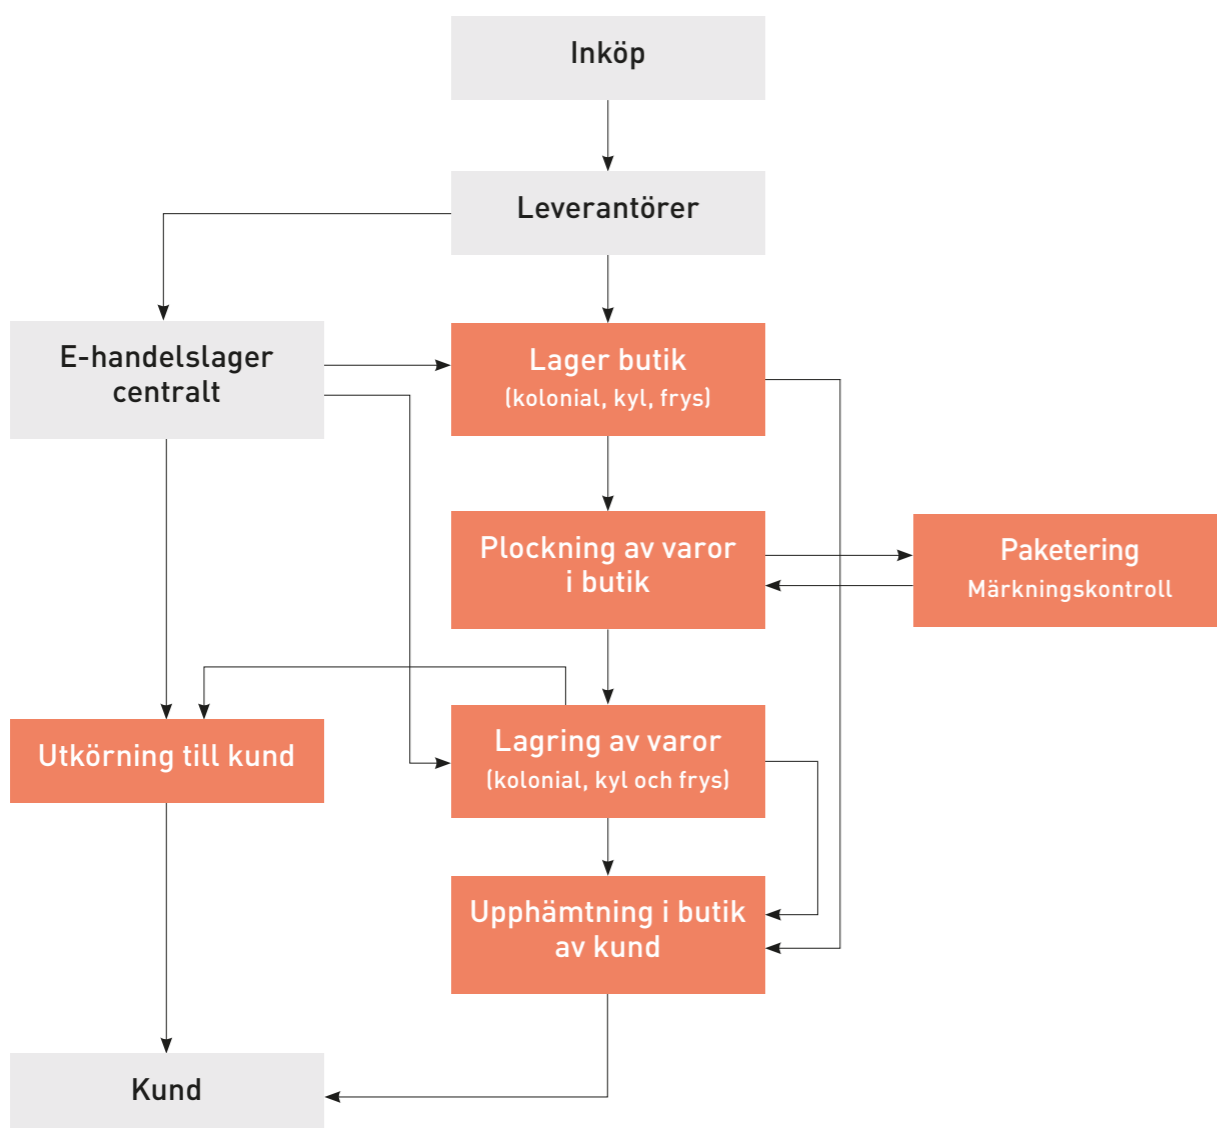 Inköp
Leverantörer
E-handelslager
centralt
Lager butik
(kolonial, kyl, frys)
Plockning av varor
i butik
Paketering
Märkningskontroll
Utkörning till kund
Lagring av varor
(kolonial, kyl och frys)
Upphämtning i butik
av kund
Kund